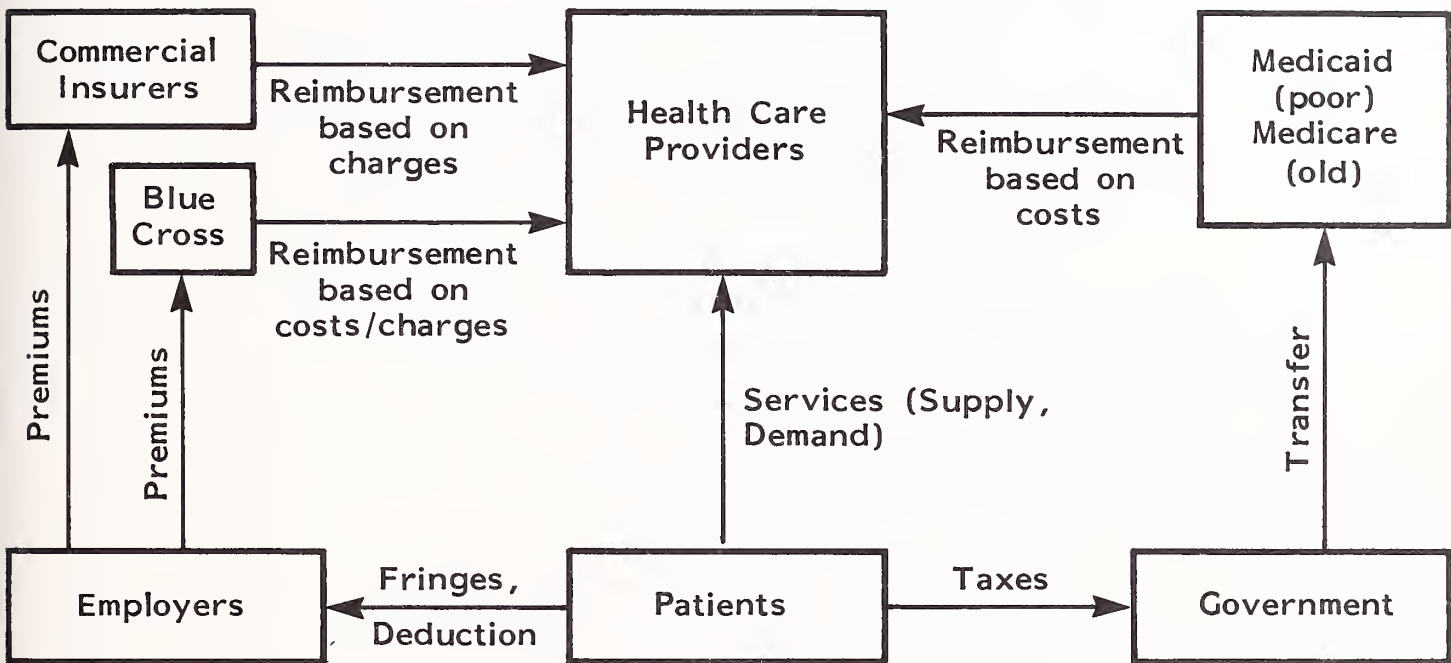 Commercial
Insurers
Reimbursement
based on
charges
Health Care
Providers
Reimbursement
based on
costs
Medicaid
(poor)
Medicare
(old)
Blue
Cross
Reimbursement
based on
costs/charges
Premiums
Premiums
Services (Supply,
Demand)
Transfer
Employers
Fringes,
Deduction
Patients
Taxes
Government